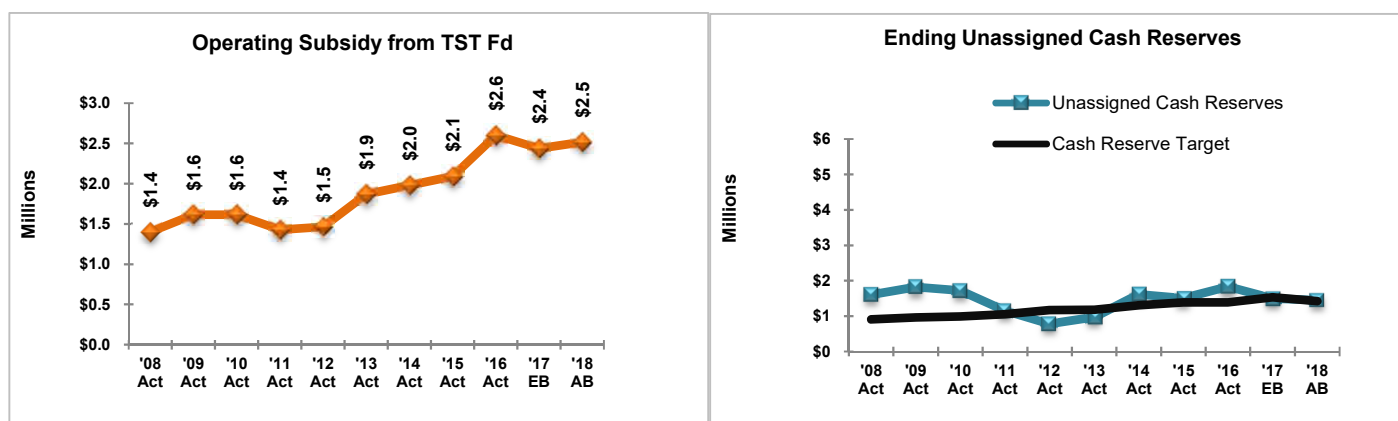 Operating Subsidy from TST Fd
Millions
$3.0
$2.5
$2.0
$1.5
$1.0
$0.5
$0.0
$1.4
$1.6
$1.6
$1.4
$1.5
$1.9
$2.0
$2.1
$2.6
$2.4
$2.5
'08 '09 '10 '11 '12 '13 '14 '15 '16 '17 '18
Act Act Act Act Act Act Act Act Act EB AB
Ending Unassigned Cash Reserves
Unassigned Cash Reserves
Cash Reserve Target
Millions
$6
$5
$4
$3
$2
$1
$0
'08 '09 '10 '11 '12 '13 '14 '15 '16 '17 '18
Act Act Act Act Act Act Act Act Act EB AB